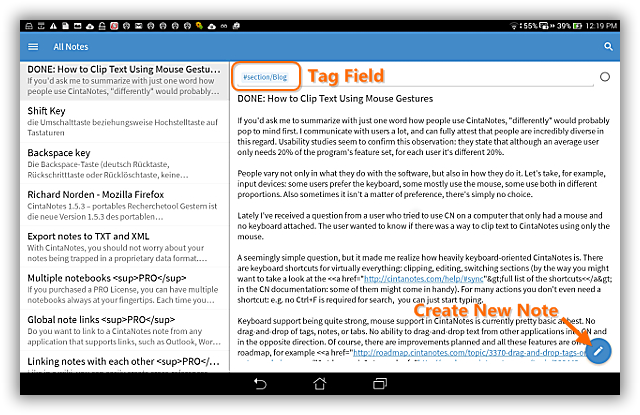 55% 39% 12:19 PM
All Notes
DONE: How to Clip Text Using Mouse Gestu...
If you'd ask me to summarize with just one word how
people use CintaNotes, "differently" would probably...
Shift Key
die Umschalttaste beziehungsweise Hochstelltaste auf
Tastaturen
Backspace key
Die Backspace-Taste (deutsch Rücktaste,
Rückschritttaste oder Rücklöschtaste, keine...
Richard Norden - Mozilla Firefox
CintaNotes 1.5.3 – portables Recherchetool Gestern ist
die neue Version 1.5.3 des portablen...
Export notes to TXT and XML
With CintaNotes, you should not worry about your
notes being trapped in a proprietary data format....
Multiple notebooks <sup>PRO</sup>
If you purchased a PRO License, you can have multiple
notebooks always at your fingertips. Each time you...
Global note links <sup>PRO</sup>
Do you want to link to a CintaNotes note from any
application that supports links, such as Outlook, Word...
Linking notes with each other <sup>PRO</...
#section/Blog
Tag Field
DONE: How to Clip Text Using Mouse Gestures
If you'd ask me to summarize with just one word how people use CintaNotes, "differently" would probably
pop to mind first. I communicate with users a lot, and can fully attest that people are incredibly diverse in
this regard. Usability studies seem to confirm this observation: they state that although an average user
only needs 20% of the program's feature set, for each user it's different 20%.
People vary not only in what they do with the software, but also in how they do it. Let's take, for example,
input devices: some users prefer the keyboard, some mostly use the mouse, some use both in different
proportions. Also sometimes it isn't a matter of preference, there's simply no choice.
Lately I've received a question from a user who tried to use CN on a computer that only had a mouse and
no keyboard attached. The user wanted to know if there was a way to clip text to CintaNotes using only the
mouse.
A seemingly simple question, but it made me realize how heavily keyboard-oriented CintaNotes is. There
are keyboard shortcuts for virtually everything: clipping, editing, switching sections (by the way you might
want to take a look at the <<a href="http://cintanotes.com/help/#sync"&gt;full list of the shortcuts<</a&gt;
in the CN documentation: some of them might come in handy). For many actions you don't even need a
shortcut: e.g. no Ctrl+F is required for search, you can just start typing.
Create New Note
Keyboard support being quite strong, mouse support in CintaNotes is currently pretty basic at best. No
drag-and-drop of tags, notes, or tabs. No ability to drag-and-drop text from other applications into CN and
in the opposite direction. Of course, there are improvements planned and all these features are on
roadmap, for example <<a href="http://roadmap.cintanotes.com/topic/3370-drag-and-drop-tags-or-